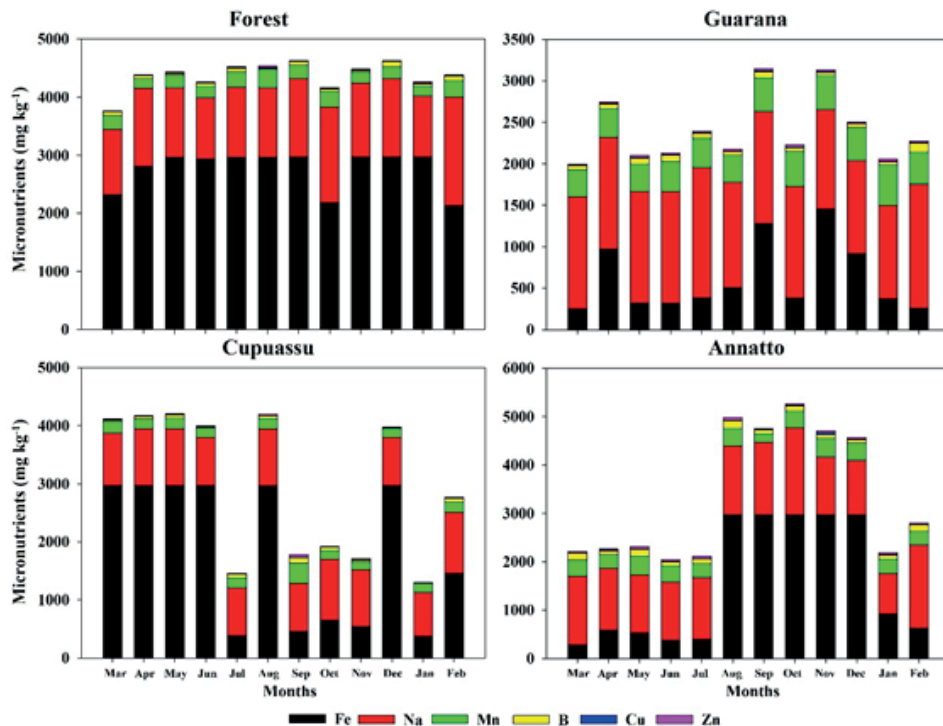 Forest
Guarana
Micronutrients (mg kg⁻¹)
5000
4000
3000
2000
1000
0
3500
3000
2500
2000
1500
1000
500
0
Cupuassu
Annatto
Micronutrients (mg kg⁻¹)
5000
4000
3000
2000
1000
0
6000
5000
4000
3000
2000
1000
0
Mar Apr May Jun Jul Aug Sep Oct Nov Dec Jan Feb
Mar Apr May Jun Jul Aug Sep Oct Nov Dec Jan Feb
Months
Months
Fe Na Mn B Cu Zn